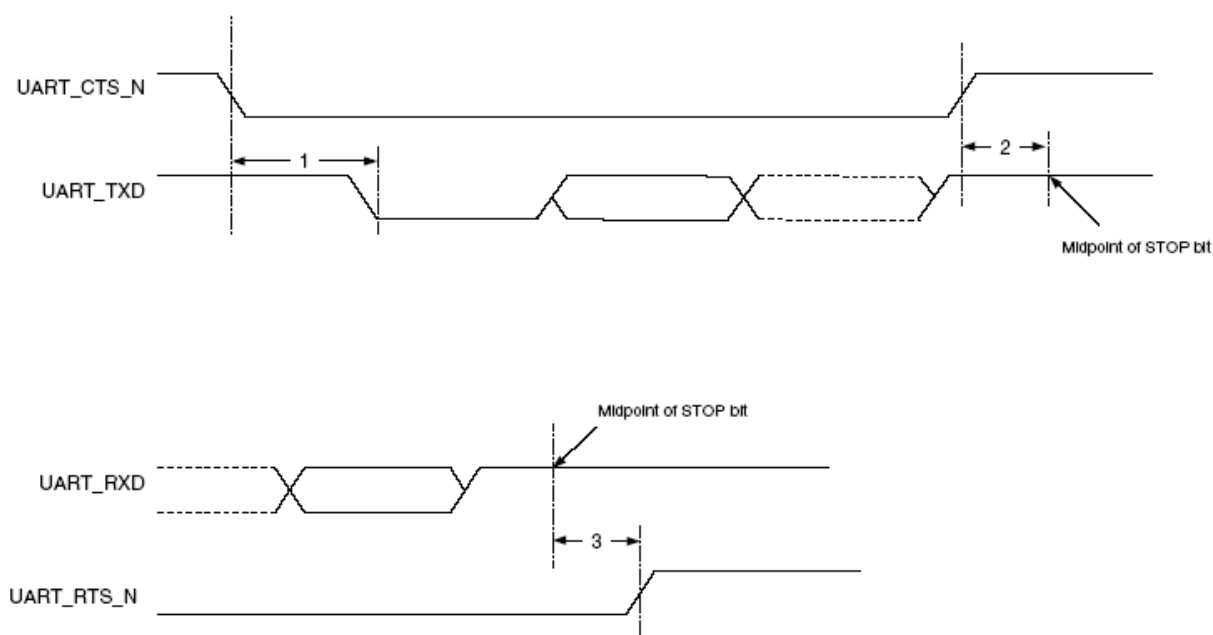 UART_CTS_N
1
2
UART_TXD
Midpoint of STOP bit
Midpoint of STOP bit
UART_RXD
3
UART_RTS_N